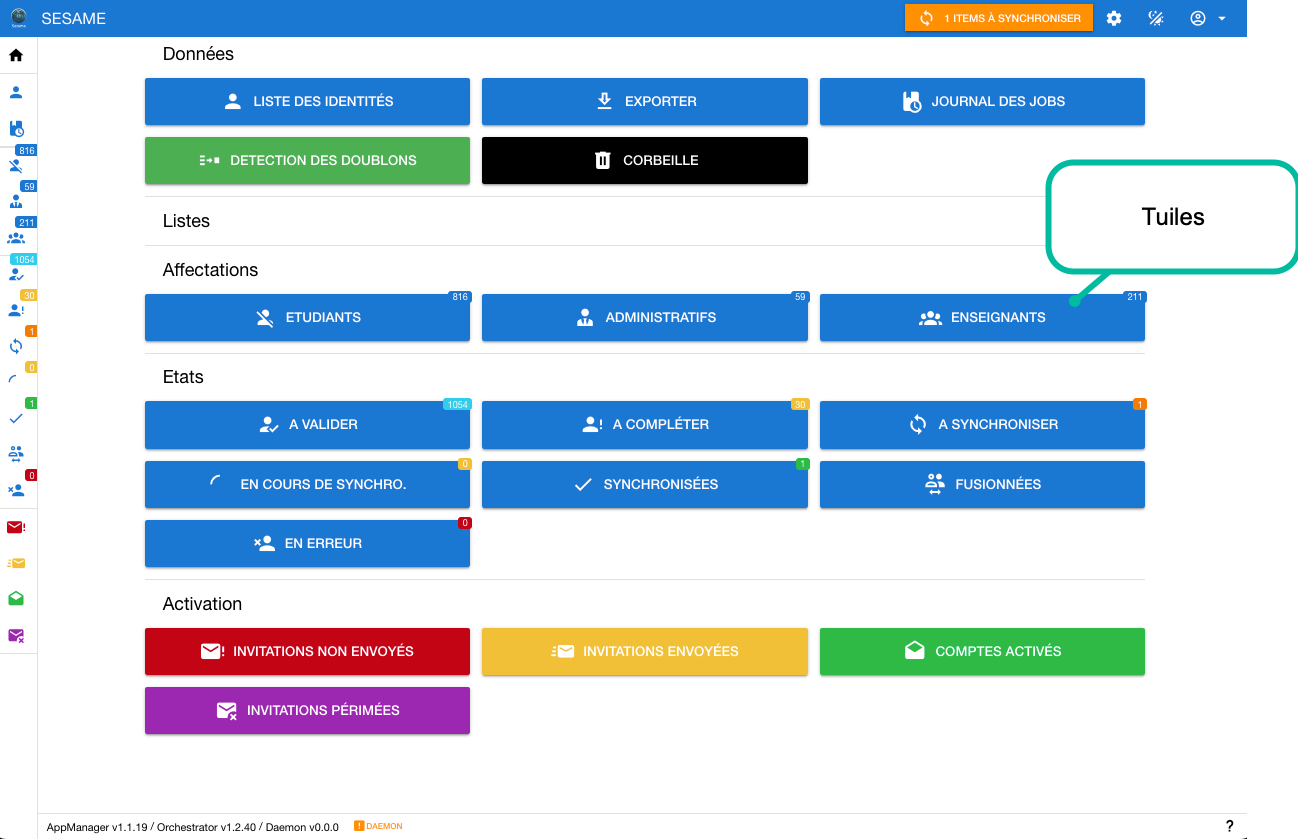 SESAME
1 ITEMS À SYNCHRONISER
Données
LISTE DES IDENTITÉS
EXPORTER
JOURNAL DES JOBS
DETECTION DES DOUBLONS
CORBEILLE
Listes
Tuiles
Affectations
ETUDIANTS 816
ADMINISTRATIFS 59
ENSEIGNANTS 211
Etats
A VALIDER 1054
A COMPLÉTER 30
A SYNCHRONISER 1
EN COURS DE SYNCHRO. 0
SYNCHRONISÉES 1
FUSIONNÉES
EN ERREUR 0
Activation
INVITATIONS NON ENVOYÉS
INVITATIONS ENVOYÉES
COMPTES ACTIVÉS
INVITATIONS PÉRIMÉES
816
59
211
1054
30
1
0
1
0
AppManager v1.1.19 / Orchestrator v1.2.40 / Daemon v0.0.0
DAEMON
?